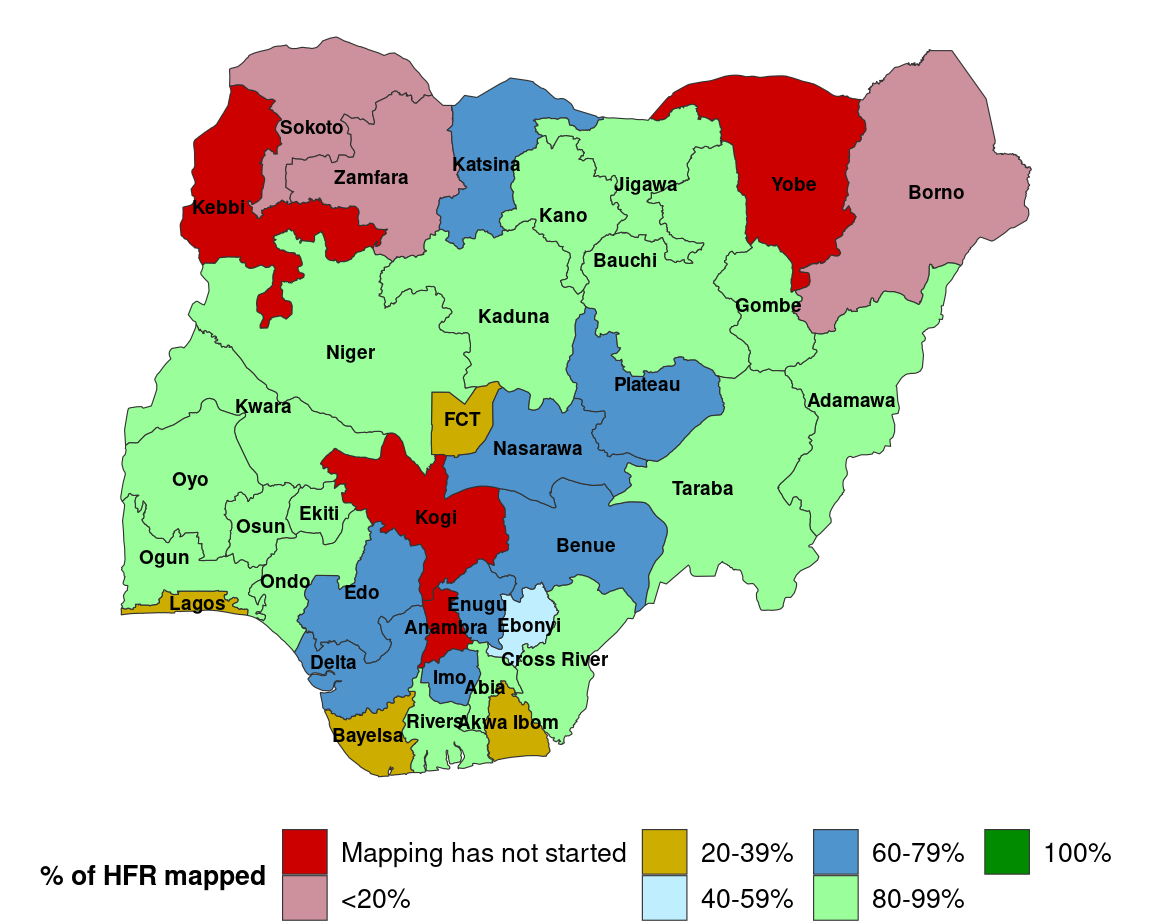 Sokoto
Katsina
Zamfara
Jigawa
Yobe
Borno
Kebbi
Kano
Bauchi
Gombe
Kaduna
Niger
Plateau
Adamawa
Kwara
FCT
Nasarawa
Oyo
Taraba
Ekiti
Kogi
Osun
Benue
Ogun
Ondo
Edo
Lagos
Enugu
Anambra
Ebonyi
Delta
Cross River
Imo
Abia
Rivers
Akwa Ibom
Bayelsa
% of HFR mapped
Mapping has not started
<20%
20-39%
40-59%
60-79%
80-99%
100%